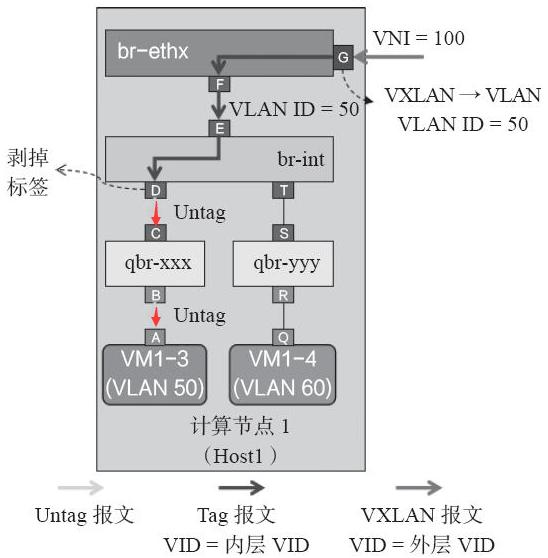 VNI = 100
br-ethx
G
F
VXLAN → VLAN
VLAN ID = 50
VLAN ID = 50
E
br-int
剥掉
标签
D
T
Untag
C
S
qbr-xxx
qbr-yyy
B
R
Untag
A
Q
VM1-3
(VLAN 50)
VM1-4
(VLAN 60)
计算节点 1
（Host1）
Untag 报文
Tag 报文
VID = 内层 VID
VXLAN 报文
VID = 外层 VID